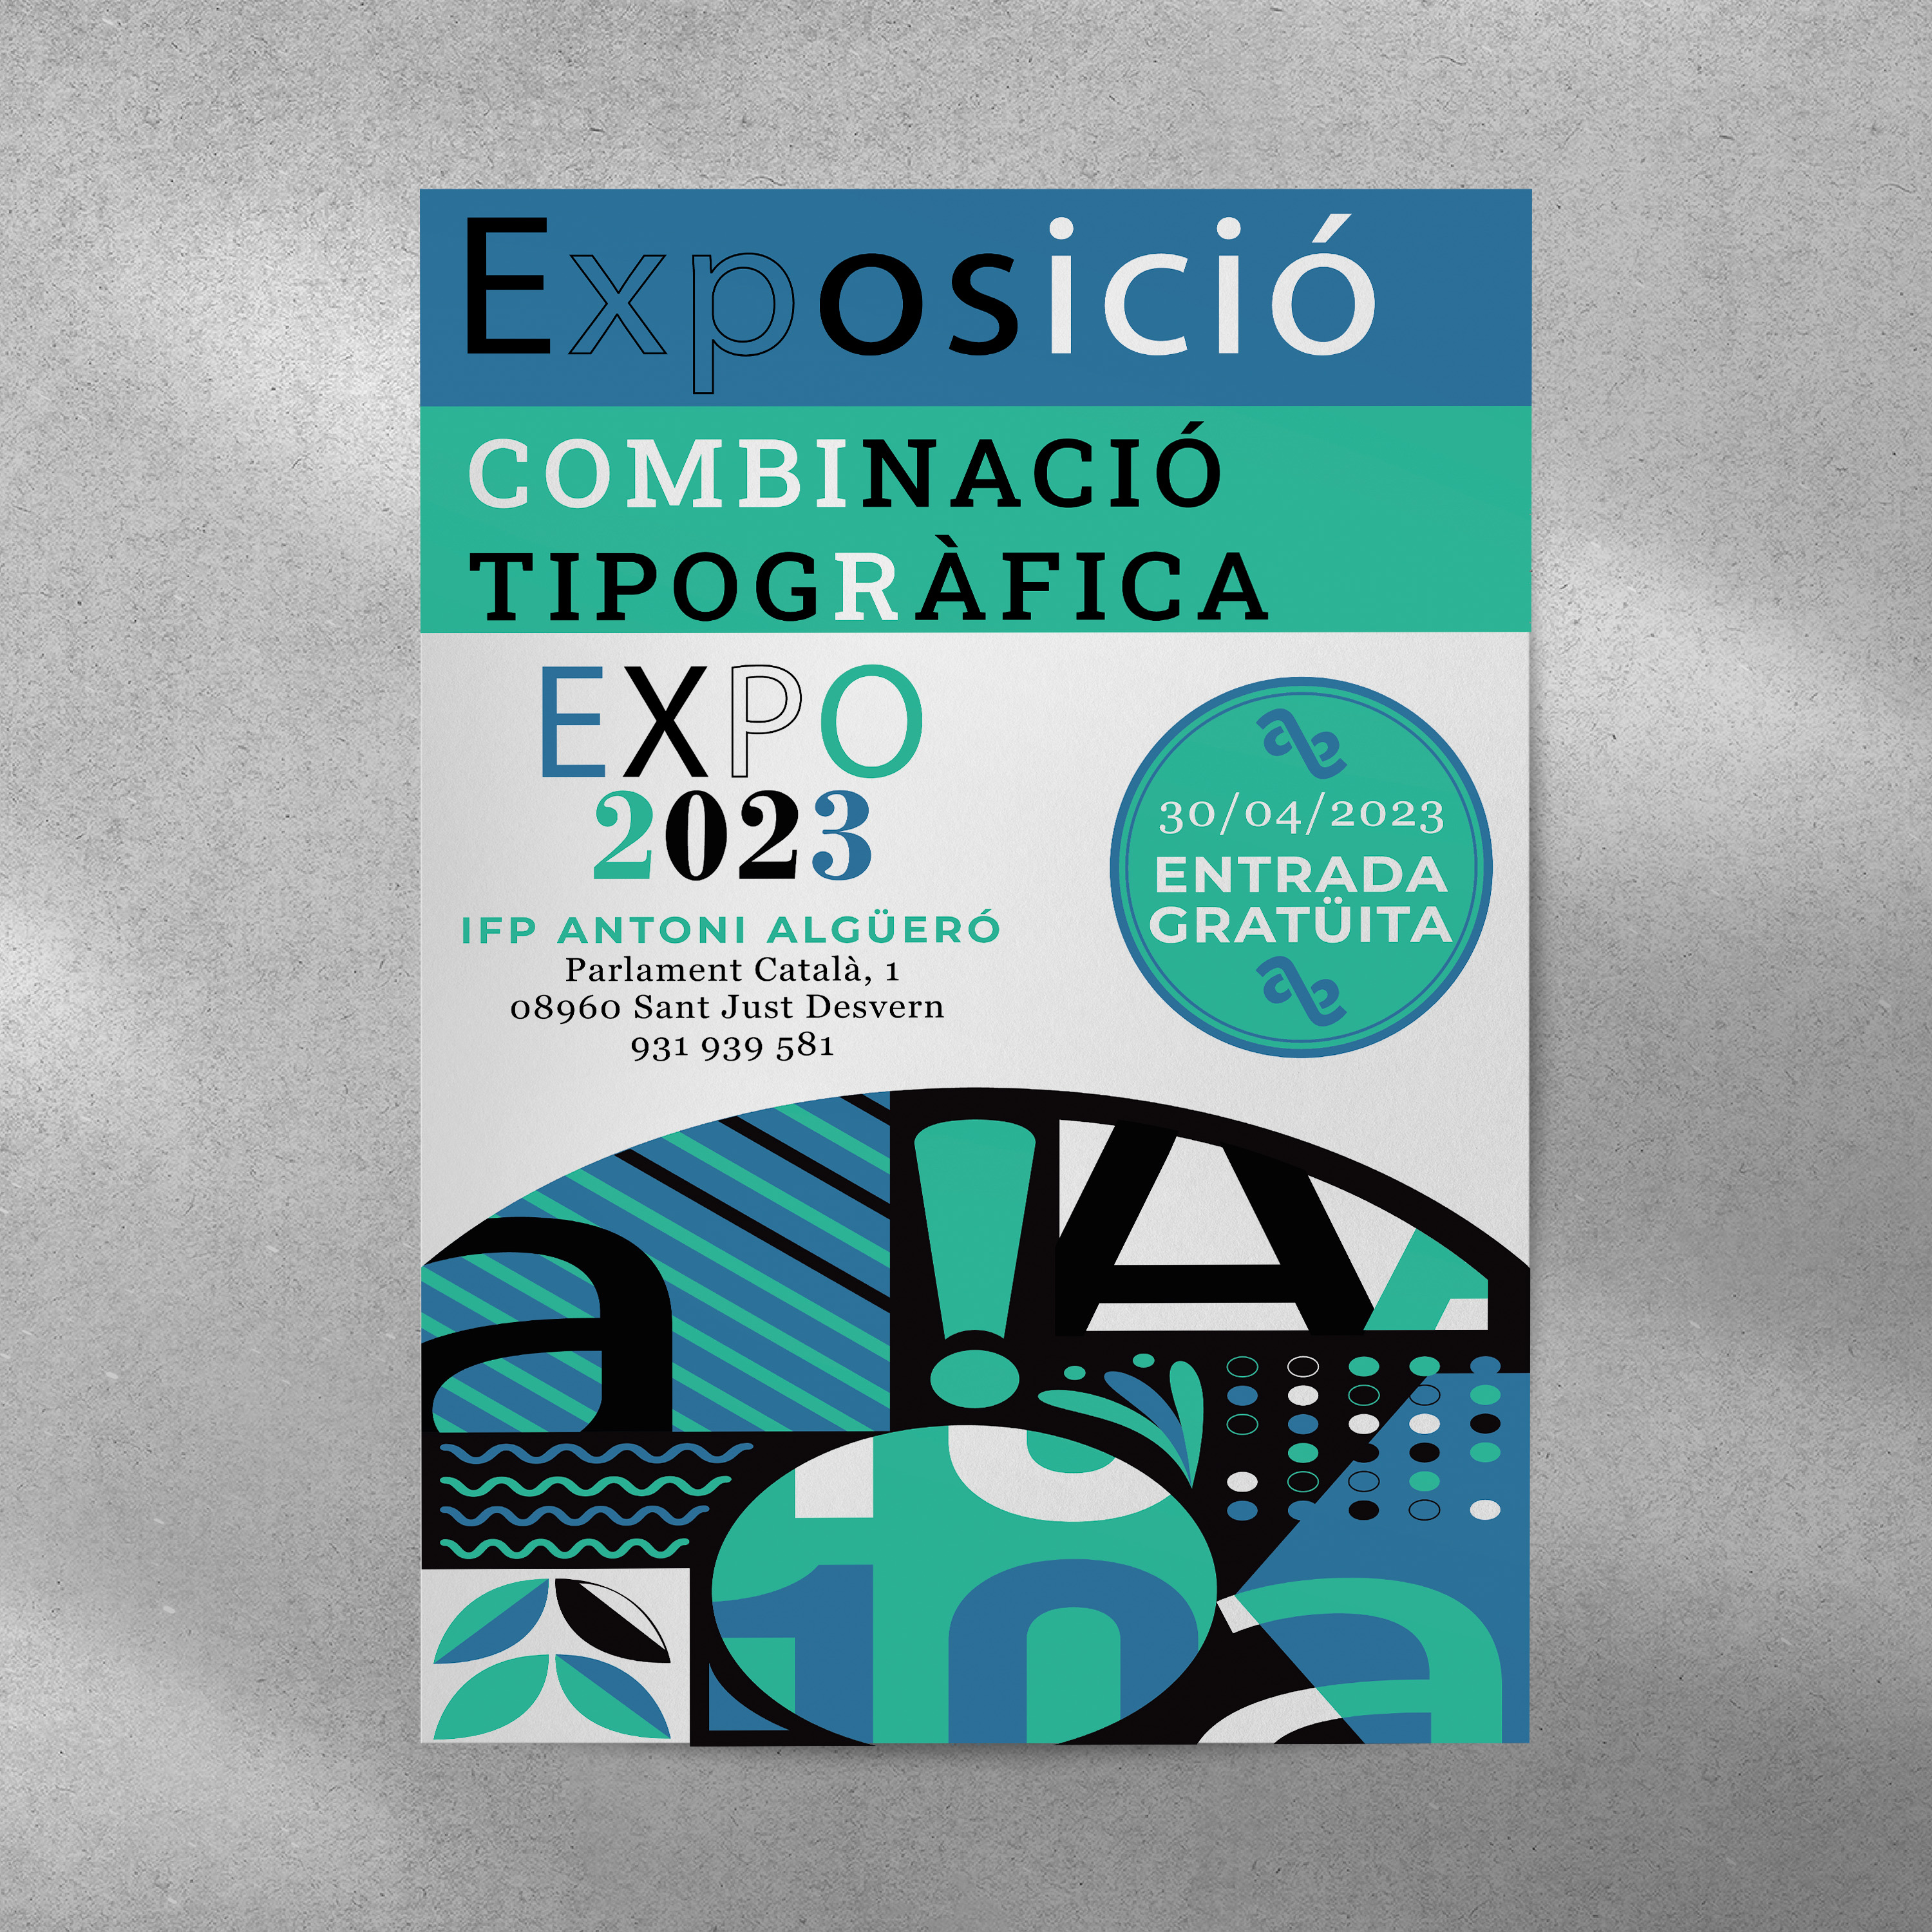 Exposició
COMBINACIÓ
TIPOGRÀFICA
EXPO
2023
IFP ANTONI ALGÜERÓ
Parlament Català, 1
08960 Sant Just Desvern
931 939 581
30/04/2023
ENTRADA
GRATÜITA
a
!
A
10
a